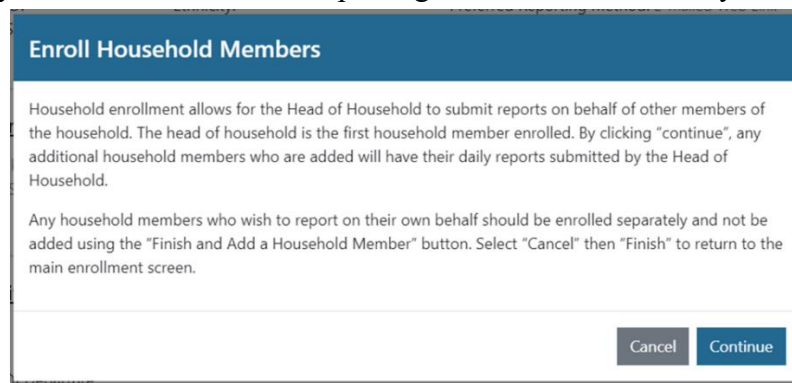 Enroll Household Members
Household enrollment allows for the Head of Household to submit reports on behalf of other members of
the household. The head of household is the first household member enrolled. By clicking “continue”, any
additional household members who are added will have their daily reports submitted by the Head of
Household.
Any household members who wish to report on their own behalf should be enrolled separately and not be
added using the “Finish and Add a Household Member” button. Select “Cancel” then “Finish” to return to the
main enrollment screen.
Cancel Continue